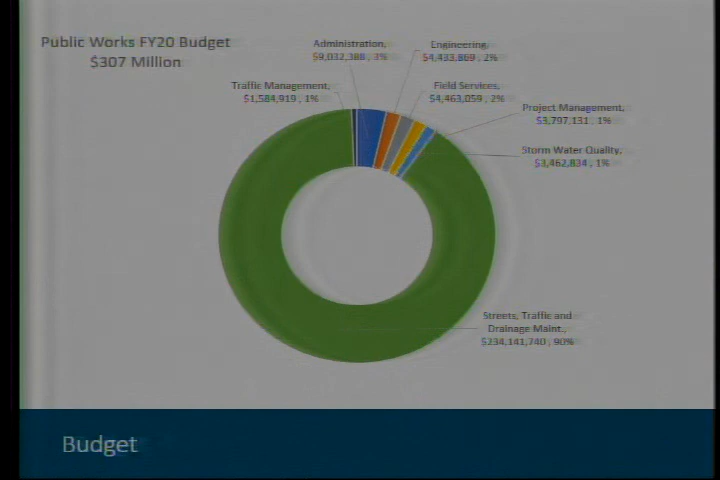 Public Works FY20 Budget
$307 Million
Administration,
$9,032,388 , 3%
Engineering,
$4,433,869 , 2%
Traffic Management,
$1,584,919 , 1%
Field Services,
$4,463,059 , 2%
Project Management,
$3,797,131 , 1%
Storm Water Quality,
$3,462,834 , 1%
Streets, Traffic and
Drainage Maint.,
$234,141,740 , 90%
Budget